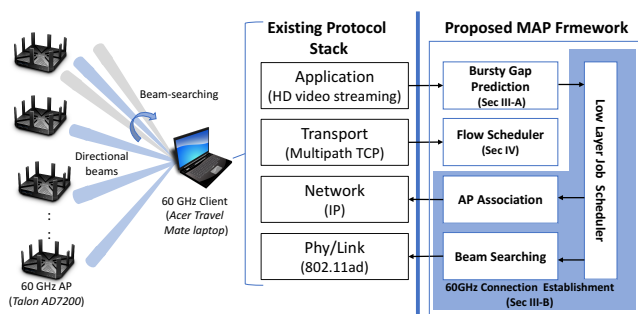 Existing Protocol
Stack
Proposed MAP Frmework
Beam-searching
Directional
beams
60 GHz Client
(Acer Travel
Mate laptop)
:
:
60 GHz AP
(Talon AD7200)
Application
(HD video streaming)
Transport
(Multipath TCP)
Network
(IP)
Phy/Link
(802.11ad)
Bursty Gap
Prediction
(Sec III-A)
Flow Scheduler
(Sec IV)
AP Association
Beam Searching
Low Layer Job Scheduler
60GHz Connection Establishment
(Sec III-B)